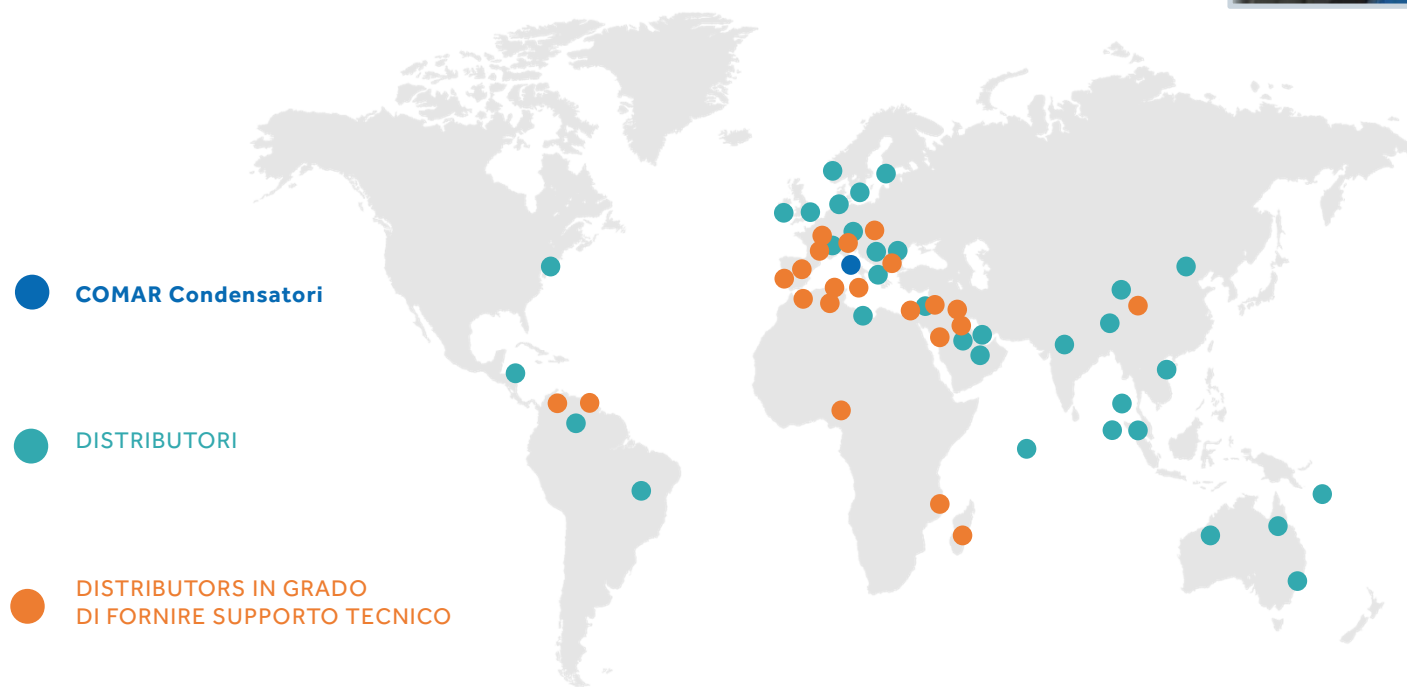 COMAR Condensatori
DISTRIBUTORI
DISTRIBUTORS IN GRADO
DI FORNIRE SUPPORTO TECNICO